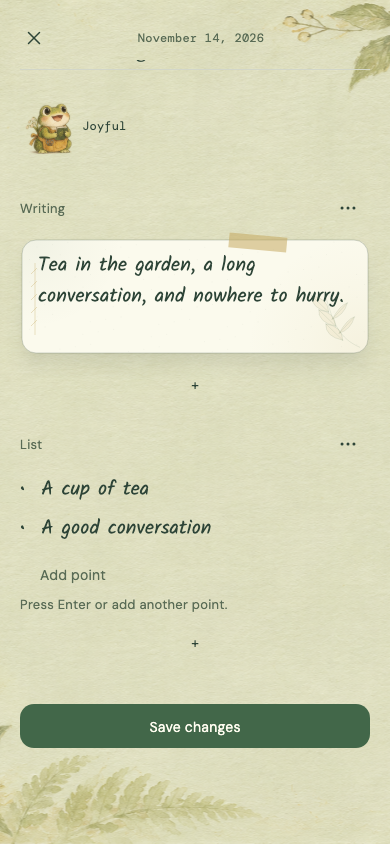 November 14, 2026
Joyful
Writing
Tea in the garden, a long
conversation, and nowhere to hurry.
+
List
• A cup of tea
• A good conversation
Add point
Press Enter or add another point.
+
Save changes